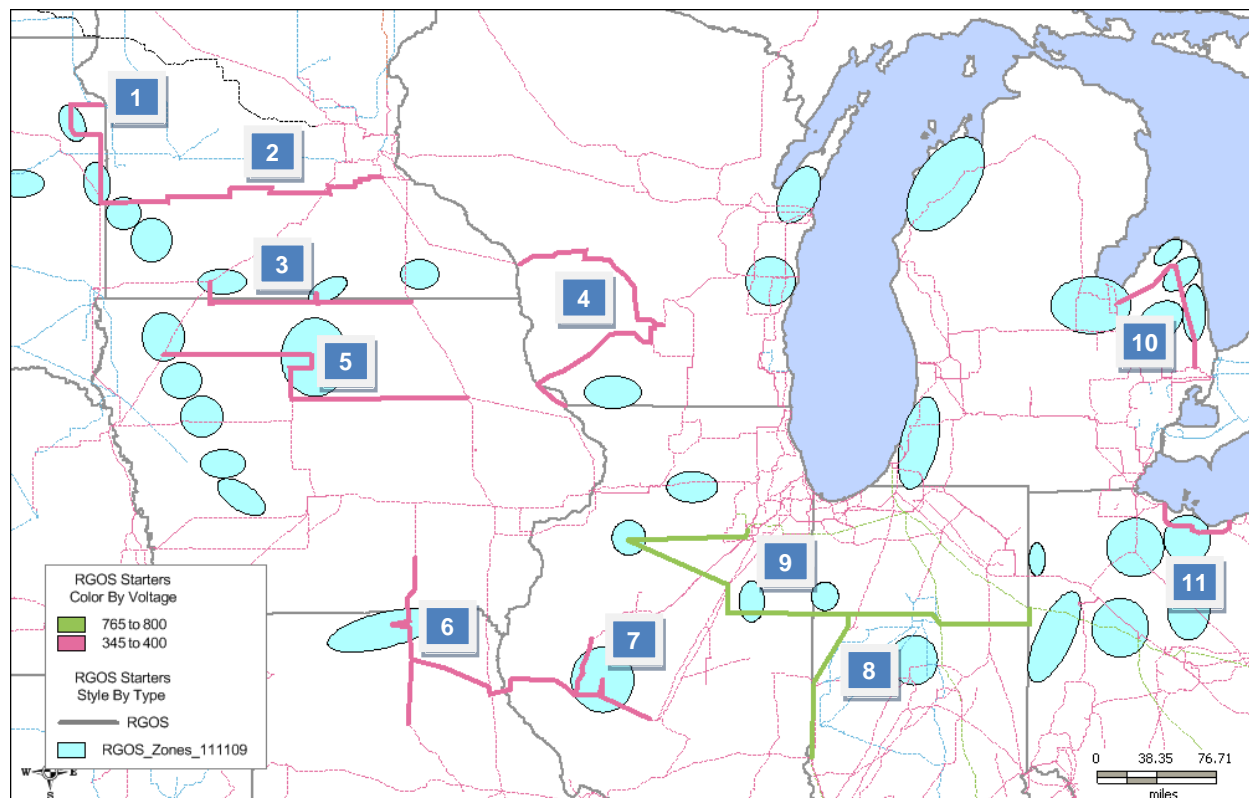 1
2
3
4
5
10
9
11
6
7
8
RGOS Starters
Color By Voltage
765 to 800
345 to 400
RGOS Starters
Style By Type
RGOS
RGOS_Zones_111109
W E
S
0 38.35 76.71
miles